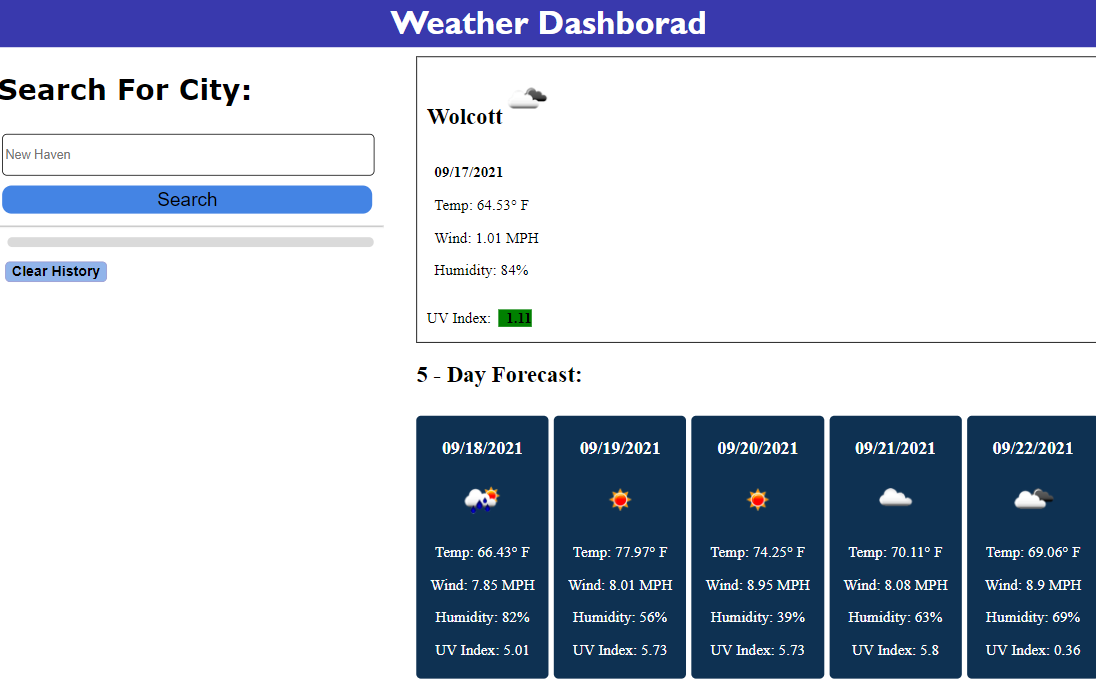 Weather Dashborad
Search For City:
New Haven
Search
Clear History
Wolcott
09/17/2021
Temp: 64.53° F
Wind: 1.01 MPH
Humidity: 84%
UV Index: 1.11
5 - Day Forecast:
09/18/2021
Temp: 66.43° F
Wind: 7.85 MPH
Humidity: 82%
UV Index: 5.01
09/19/2021
Temp: 77.97° F
Wind: 8.01 MPH
Humidity: 56%
UV Index: 5.73
09/20/2021
Temp: 74.25° F
Wind: 8.95 MPH
Humidity: 39%
UV Index: 5.73
09/21/2021
Temp: 70.11° F
Wind: 8.08 MPH
Humidity: 63%
UV Index: 5.8
09/22/2021
Temp: 69.06° F
Wind: 8.9 MPH
Humidity: 69%
UV Index: 0.36